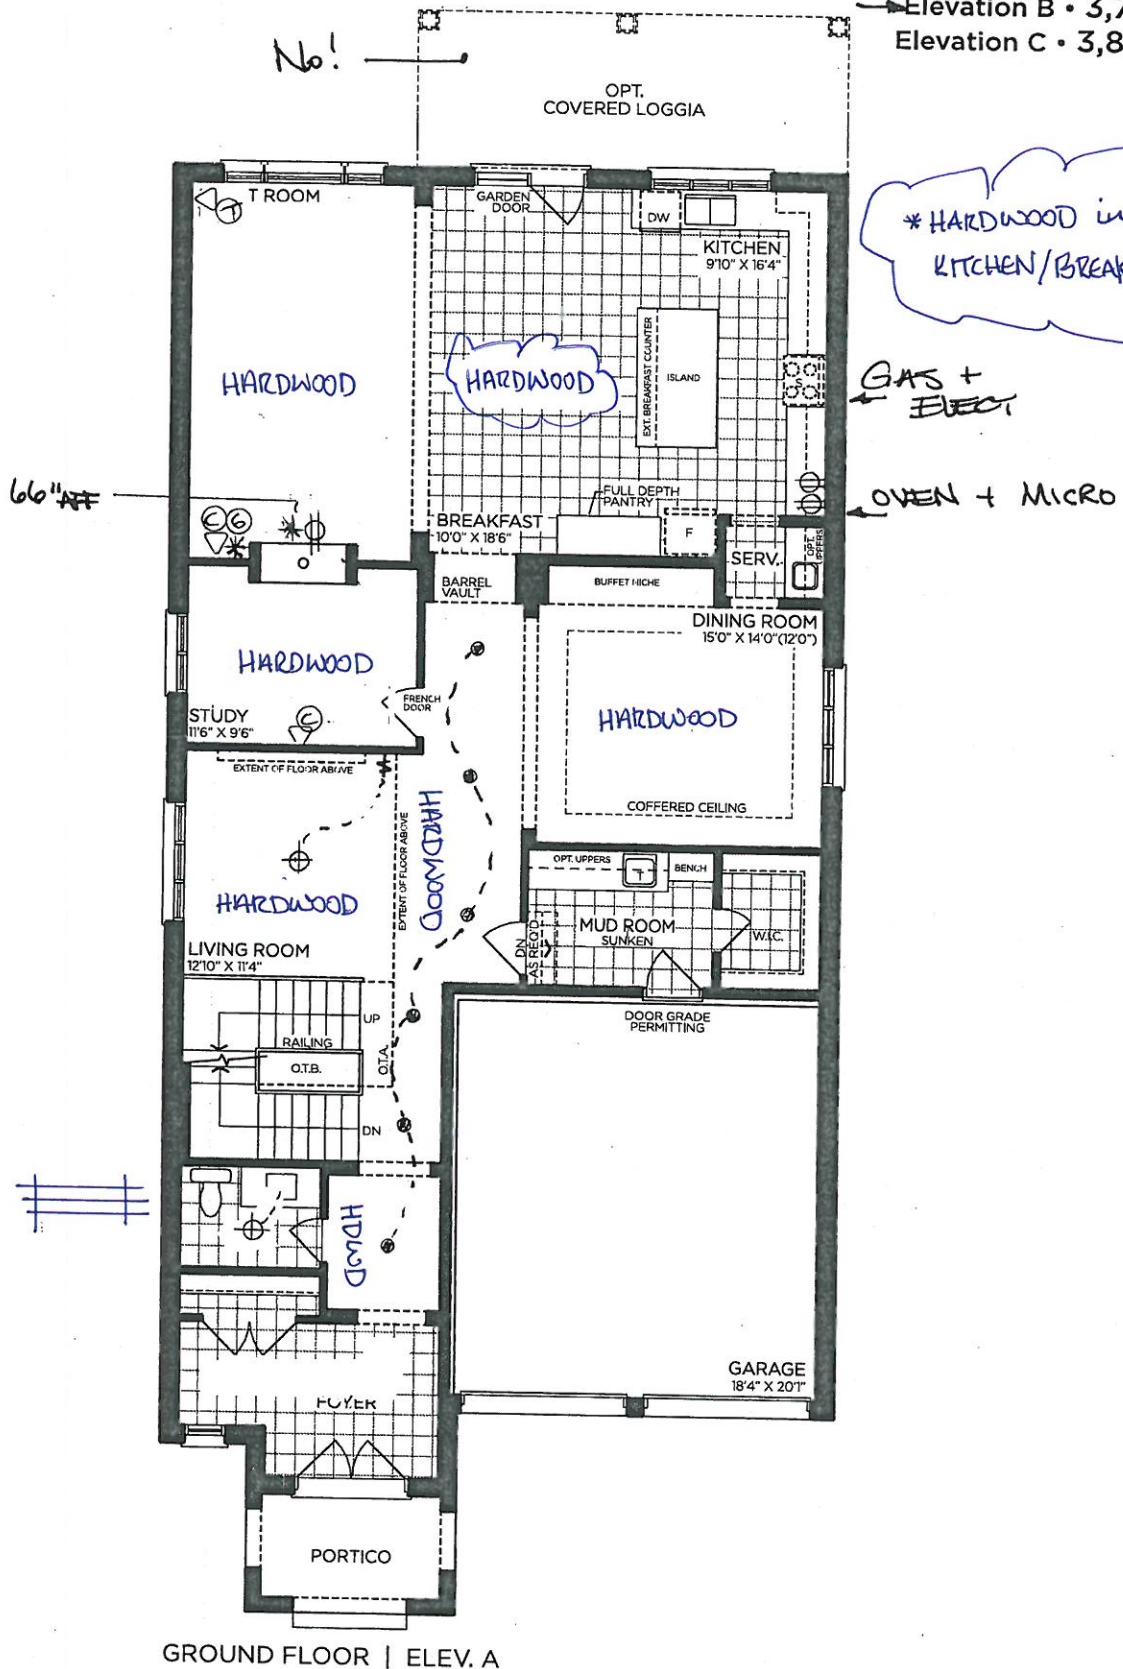 Elevation B • 3,7
Elevation C • 3,8
No!
OPT.
COVERED LOGGIA
T ROOM
T
GARDEN
DOOR
DW
KITCHEN
9'10" X 16'4"
* HARDWOOD in
KITCHEN/BREAK
HARDWOOD
HARDWOOD
EXT. BREAKFAST COUNTER
ISLAND
S
GAS +
ELECT
66" AFF
C 6
FULL DEPTH
PANTRY
OVEN + MICRO
BREAKFAST
10'0" X 18'6"
F
SERV.
OPT.
UPPERS
BARREL
VAULT
BUFFET NICHE
DINING ROOM
15'0" X 14'0"(12'0")
HARDWOOD
FRENCH
DOOR
STUDY
11'6" X 9'6"
C
HARDWOOD
EXTENT OF FLOOR ABOVE
COFFERED CEILING
HARDWOOD
EXTENT OF FLOOR ABOVE
HARDWOOD
OPT. UPPERS
BENCH
LIVING ROOM
12'10" X 11'4"
DN
AS REQ'D
MUD ROOM
SUNKEN
W.I.C.
UP
RAILING
O.T.B.
O.T.A.
DN
DOOR GRADE
PERMITTING
HDWD
GARAGE
18'4" X 20'1"
FOYER
PORTICO
GROUND FLOOR | ELEV. A